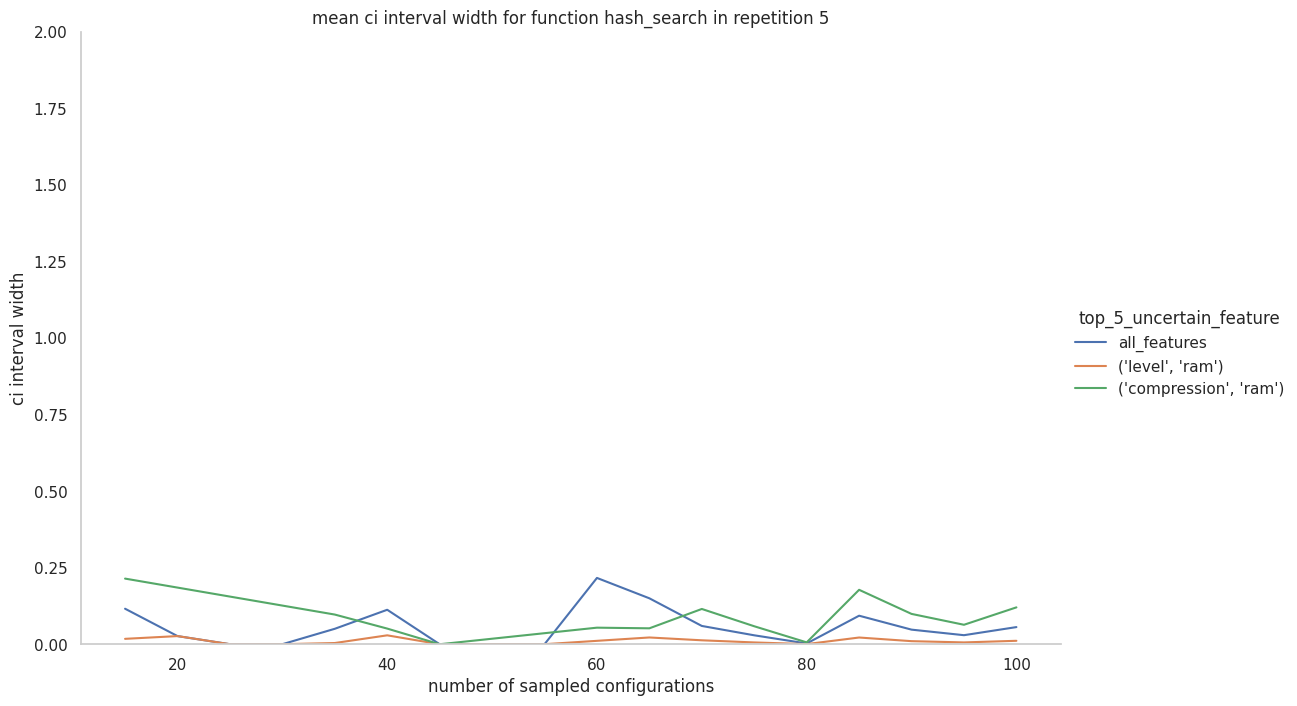 mean ci interval width for function hash_search in repetition 5
2.00
1.75
1.50
1.25
1.00
0.75
0.50
0.25
0.00
ci interval width
20
40
60
80
100
number of sampled configurations
top_5_uncertain_feature
all_features
('level', 'ram')
('compression', 'ram')